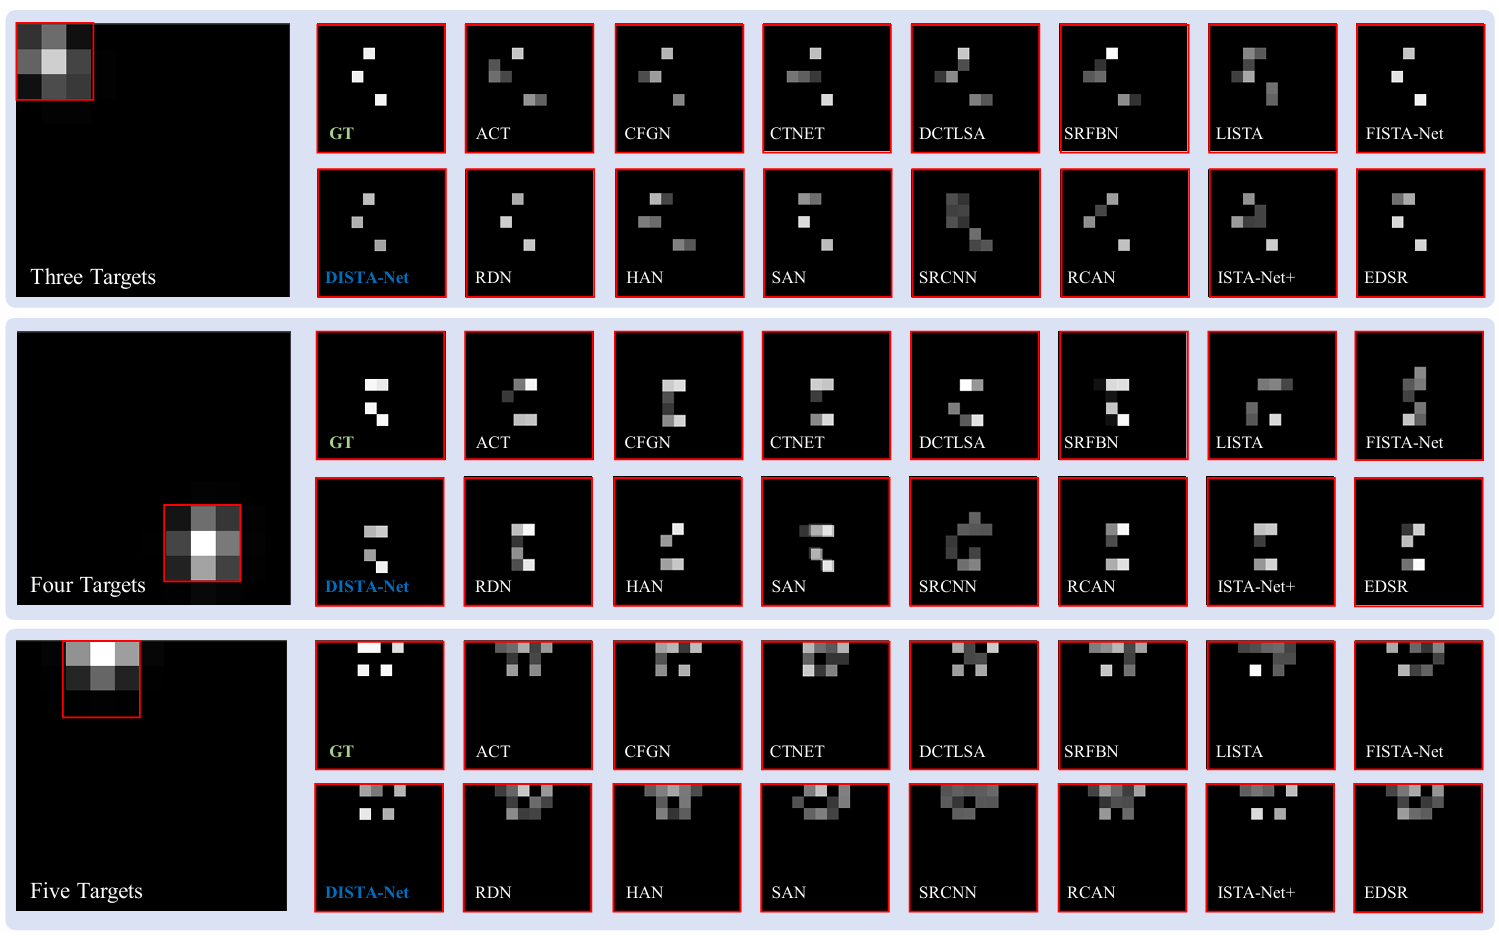 GT
ACT
CFGN
CTNET
DCTLSA
SRFBN
LISTA
FISTA-Net
Three Targets
DISTA-Net
RDN
HAN
SAN
SRCNN
RCAN
ISTA-Net+
EDSR
GT
ACT
CFGN
CTNET
DCTLSA
SRFBN
LISTA
FISTA-Net
Four Targets
DISTA-Net
RDN
HAN
SAN
SRCNN
RCAN
ISTA-Net+
EDSR
GT
ACT
CFGN
CTNET
DCTLSA
SRFBN
LISTA
FISTA-Net
Five Targets
DISTA-Net
RDN
HAN
SAN
SRCNN
RCAN
ISTA-Net+
EDSR